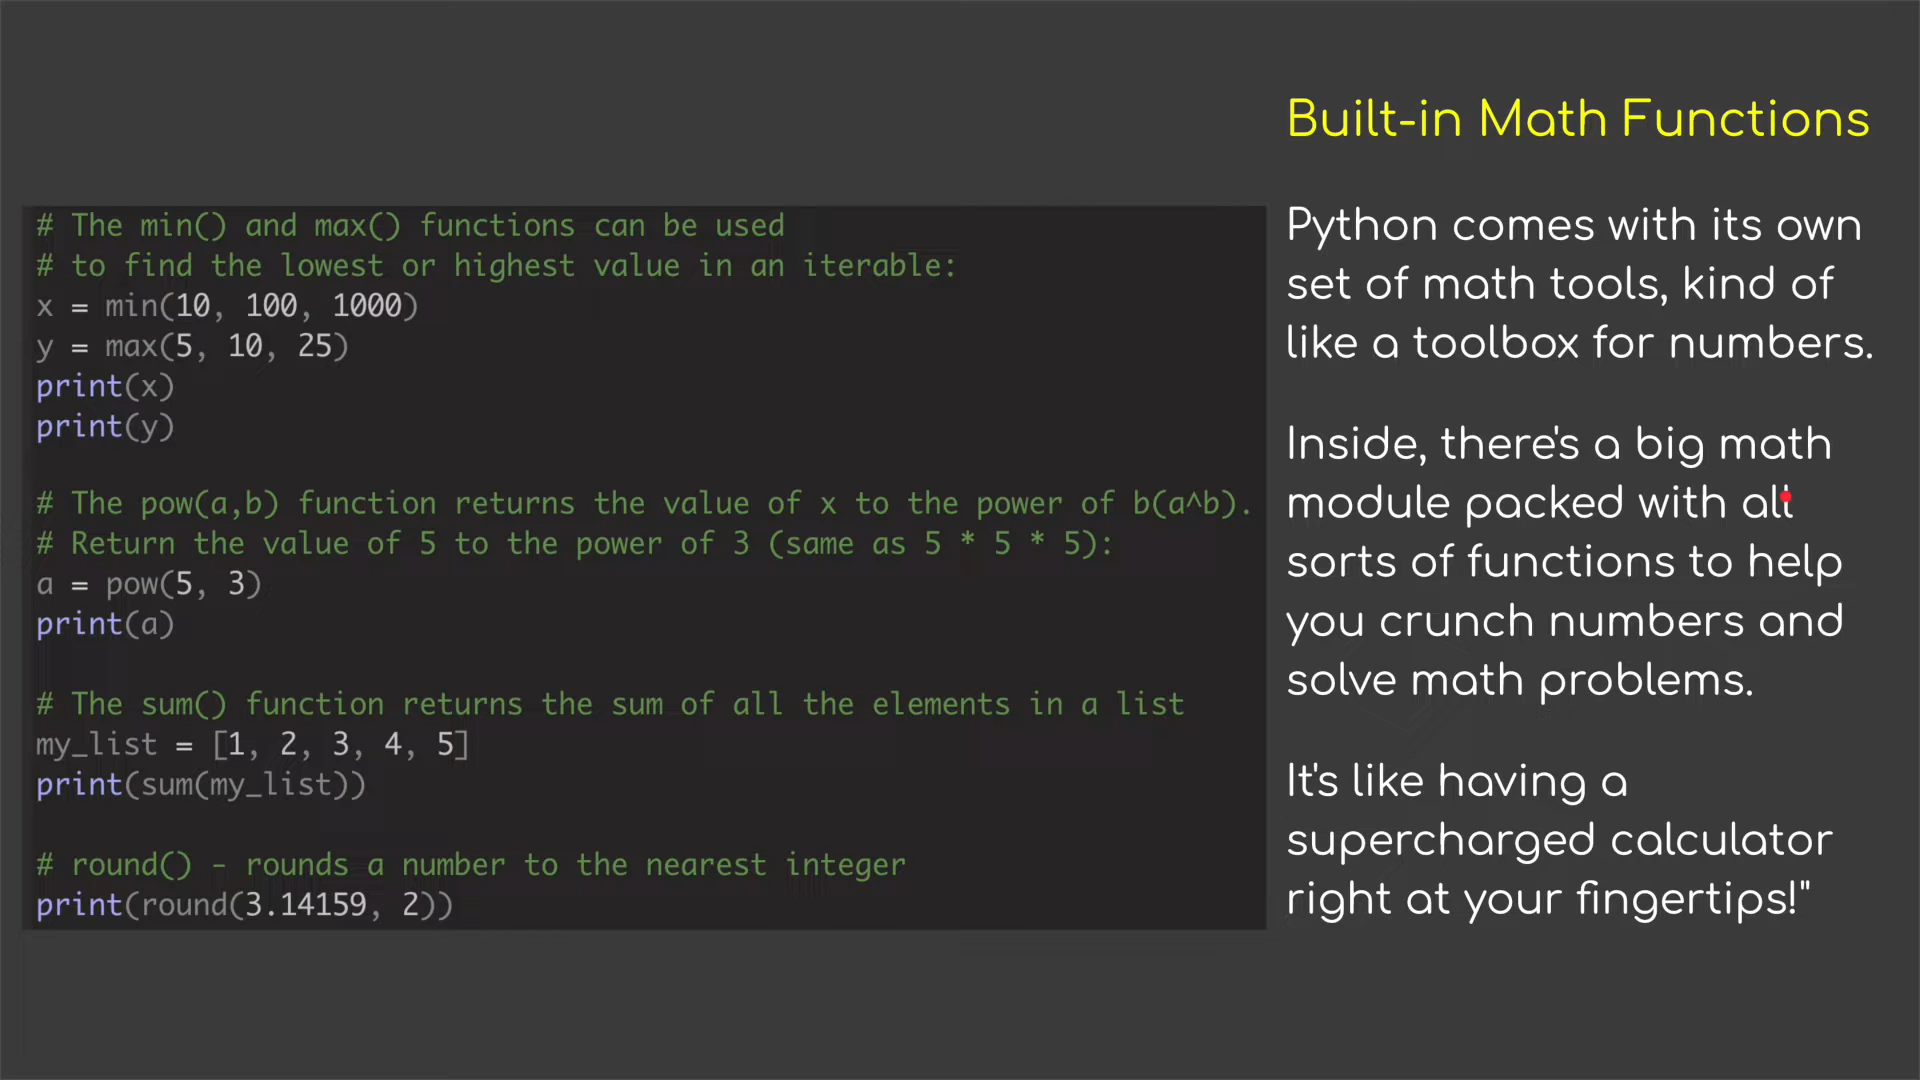 Built-in Math Functions
# The min() and max() functions can be used
# to find the lowest or highest value in an iterable:
x = min(10, 100, 1000)
y = max(5, 10, 25)
print(x)
print(y)
# The pow(a,b) function returns the value of x to the power of b(a^b).
# Return the value of 5 to the power of 3 (same as 5 * 5 * 5):
a = pow(5, 3)
print(a)
# The sum() function returns the sum of all the elements in a list
my_list = [1, 2, 3, 4, 5]
print(sum(my_list))
# round() - rounds a number to the nearest integer
print(round(3.14159, 2))
Python comes with its own
set of math tools, kind of
like a toolbox for numbers.
Inside, there's a big math
module packed with all
sorts of functions to help
you crunch numbers and
solve math problems.
It's like having a
supercharged calculator
right at your fingertips!"